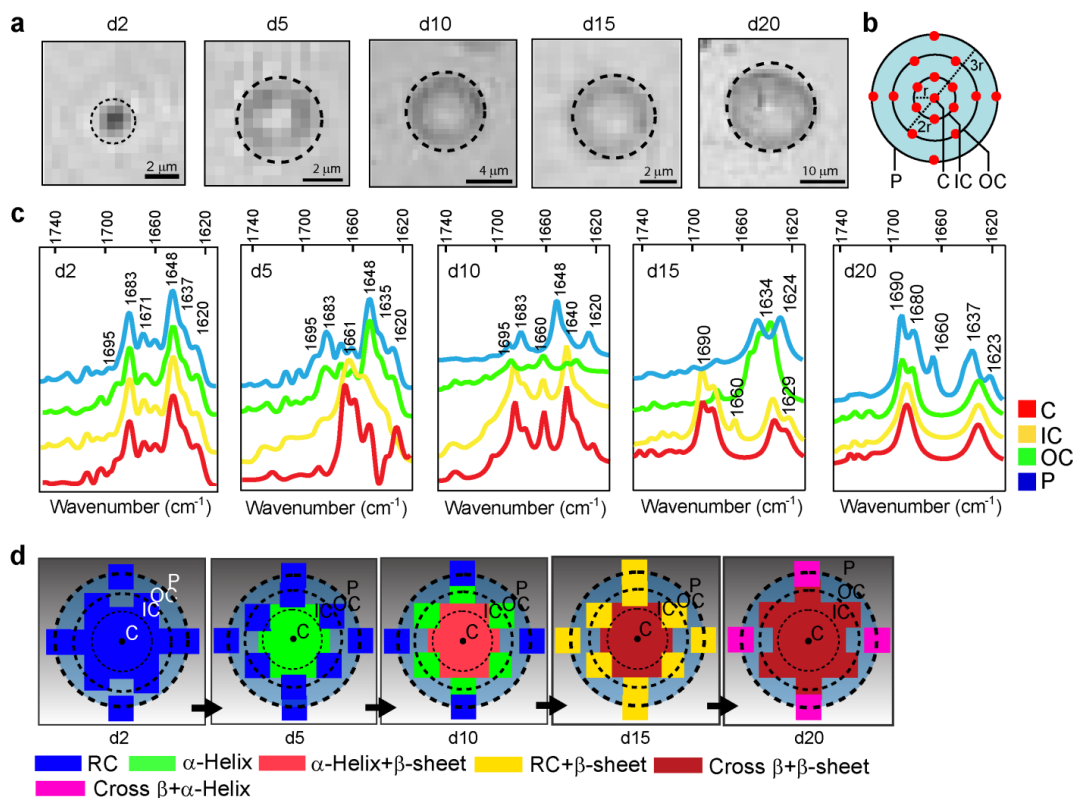 a
d2 d5 d10 d15 d20
2 μm 2 μm 4 μm 2 μm 10 μm
b
3r
r
2r
P C IC OC
c
1740 1700 1660 1620 1740 1700 1660 1620 1740 1700 1660 1620 1740 1700 1660 1620 1740 1700 1660 1620
d2
1695 1683 1671 1648 1637 1620
d5
1695 1683 1661 1648 1635 1620
d10
1695 1683 1660 1648 1640 1620
d15
1690 1660 1634 1624 1629
d20
1690 1680 1660 1637 1623
C
IC
OC
P
Wavenumber (cm⁻¹) Wavenumber (cm⁻¹) Wavenumber (cm⁻¹) Wavenumber (cm⁻¹) Wavenumber (cm⁻¹)
d
P OC IC C
P OC IC C
P OC IC C
P OC IC C
P OC IC C
d2 d5 d10 d15 d20
RC α-Helix α-Helix+β-sheet RC+β-sheet Cross β+β-sheet
Cross β+α-Helix